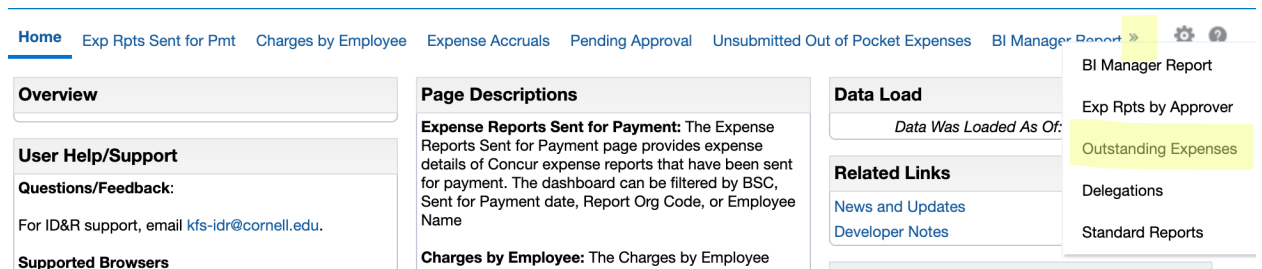 Home Exp Rpts Sent for Pmt Charges by Employee Expense Accruals Pending Approval Unsubmitted Out of Pocket Expenses BI Manager Report »
BI Manager Report
Exp Rpts by Approver
Outstanding Expenses
Delegations
Standard Reports
Overview
User Help/Support
Questions/Feedback:
For ID&R support, email kfs-idr@cornell.edu.
Supported Browsers
Page Descriptions
Expense Reports Sent for Payment: The Expense
Reports Sent for Payment page provides expense
details of Concur expense reports that have been sent
for payment. The dashboard can be filtered by BSC,
Sent for Payment date, Report Org Code, or Employee
Name
Charges by Employee: The Charges by Employee
Data Load
Data Was Loaded As Of:
Related Links
News and Updates
Developer Notes